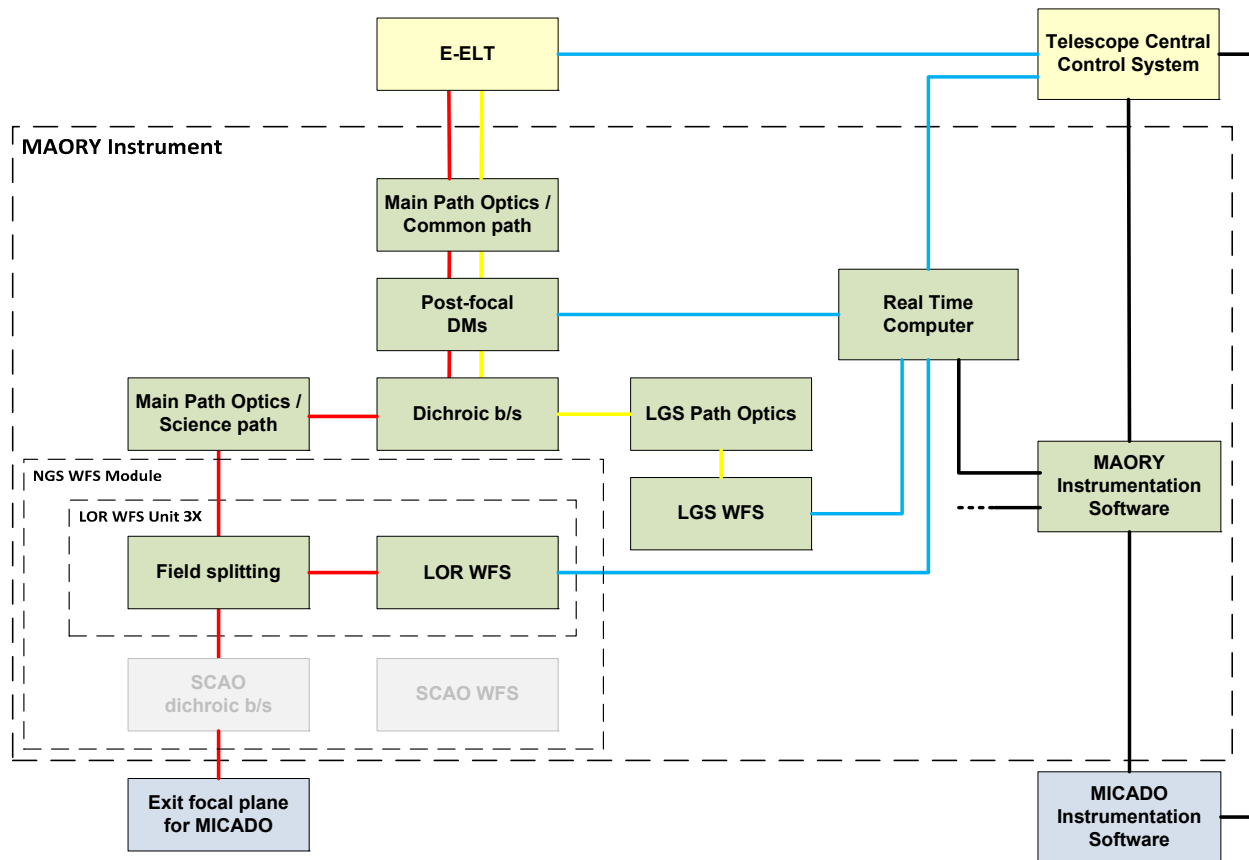 E-ELT
Telescope Central
Control System
MAORY Instrument
Main Path Optics /
Common path
Post-focal
DMs
Real Time
Computer
Main Path Optics /
Science path
Dichroic b/s
LGS Path Optics
NGS WFS Module
LGS WFS
MAORY
Instrumentation
Software
LOR WFS Unit 3X
Field splitting
LOR WFS
SCAO
dichroic b/s
SCAO WFS
Exit focal plane
for MICADO
MICADO
Instrumentation
Software